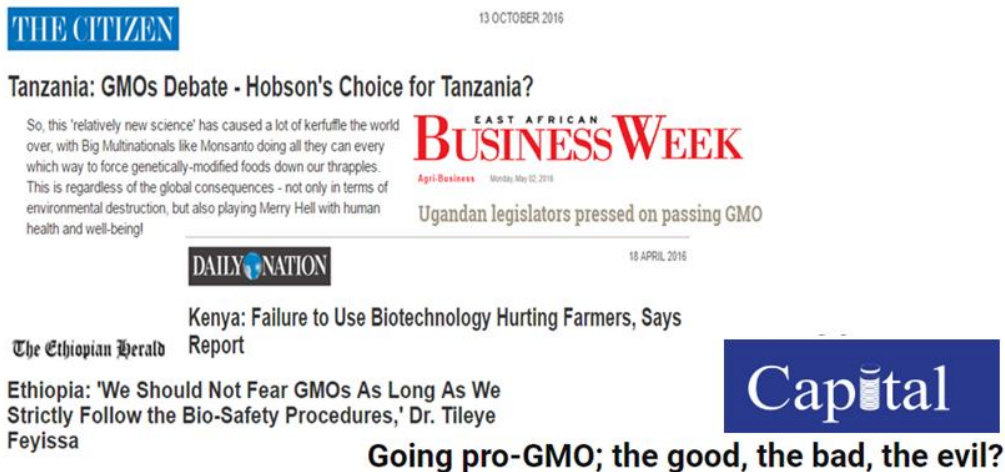 THE CITIZEN
13 OCTOBER 2016
Tanzania: GMOs Debate - Hobson's Choice for Tanzania?
So, this 'relatively new science' has caused a lot of kerfuffle the world
over, with Big Multinationals like Monsanto doing all they can every
which way to force genetically-modified foods down our thrapples.
This is regardless of the global consequences - not only in terms of
environmental destruction, but also playing Merry Hell with human
health and well-being!
EAST AFRICAN
BUSINESS WEEK
Agri-Business Monday, May 02, 2016
Ugandan legislators pressed on passing GMO
DAILY NATION
18 APRIL 2016
Kenya: Failure to Use Biotechnology Hurting Farmers, Says
Report
The Ethiopian Herald
Ethiopia: 'We Should Not Fear GMOs As Long As We
Strictly Follow the Bio-Safety Procedures,' Dr. Tileye
Feyissa
Capital
Going pro-GMO; the good, the bad, the evil?